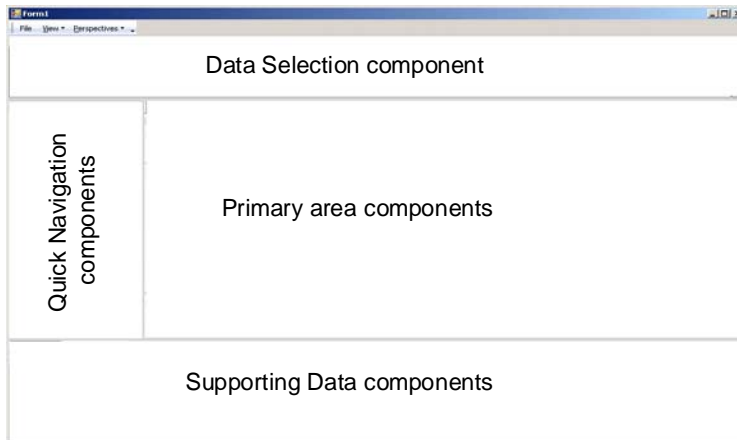 Form1
File View Perspectives
Data Selection component
Quick Navigation
components
Primary area components
Supporting Data components